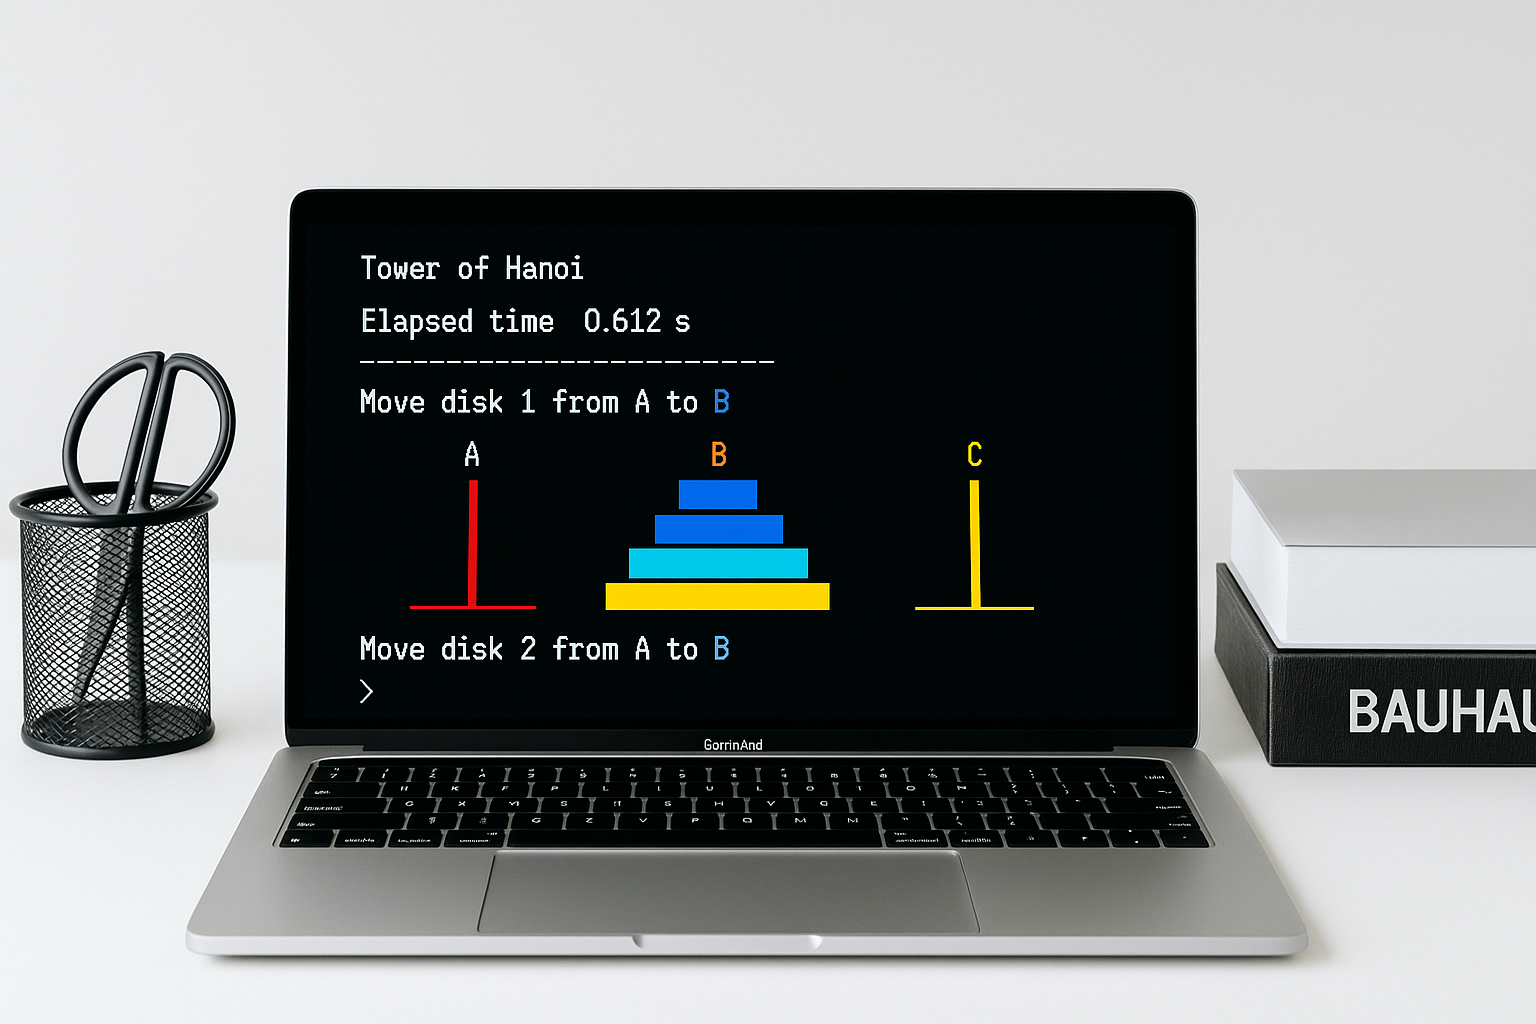 Tower of Hanoi
Elapsed time 0.612 s
------------------------
Move disk 1 from A to B
A B C
Move disk 2 from A to B
>
GorrinAnd
BAUHAU